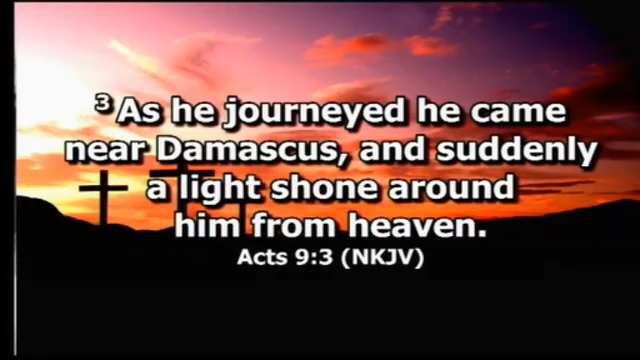 3 As he journeyed he came
near Damascus, and suddenly
a light shone around
him from heaven.
Acts 9:3 (NKJV)